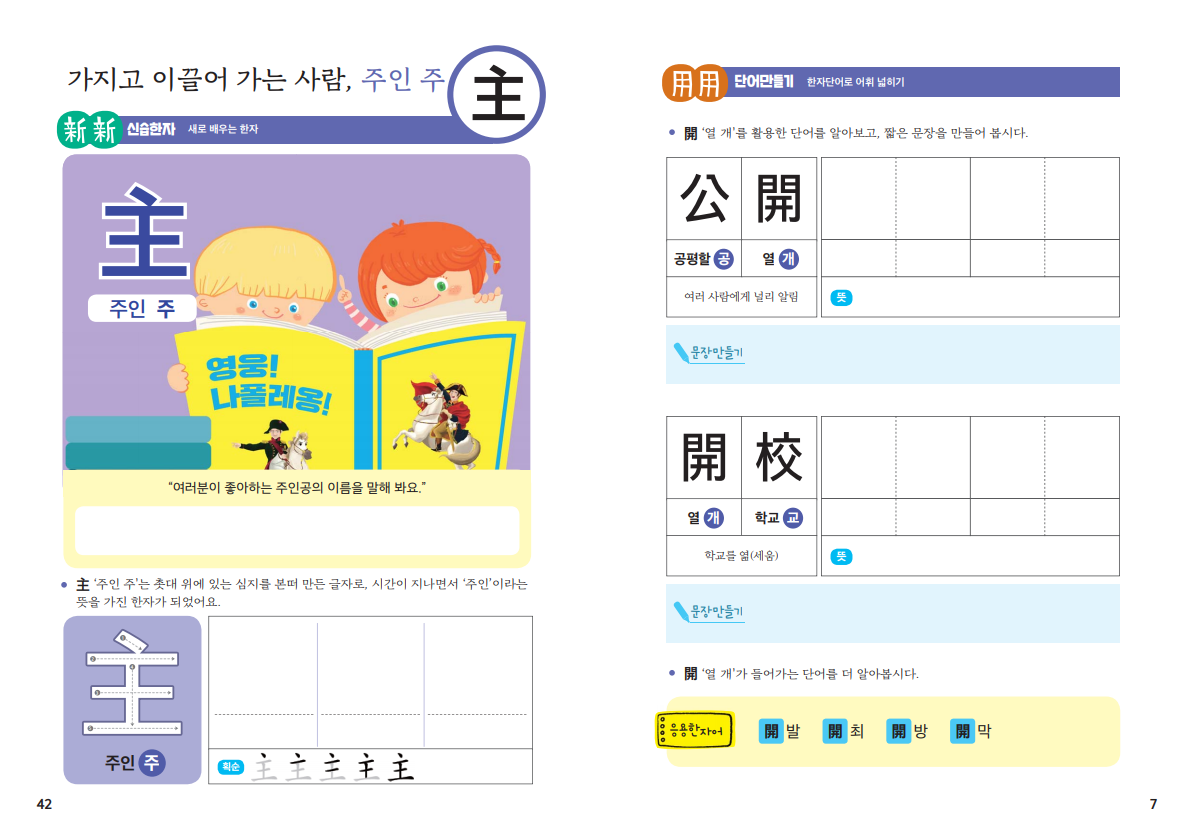 가지고 이끌어 가는 사람, 주인 주
主
新 新 신습한자 새로 배우는 한자
主
주인 주
영웅!
나폴레옹!
“여러분이 좋아하는 주인공의 이름을 말해 봐요.”
主 ‘주인 주’는 촛대 위에 있는 심지를 본떠 만든 글자로, 시간이 지나면서 ‘주인’이라는
뜻을 가진 한자가 되었어요.
主
주인 주
획순 主 主 主 主 主
42
用 用 단어만들기 한자단어로 어휘 넓히기
開 ‘열 개’를 활용한 단어를 알아보고, 짧은 문장을 만들어 봅시다.
公 開
공평할 공 열 개
여러 사람에게 널리 알림 뜻
문장만들기
開 校
열 개 학교 교
학교를 엶(세움) 뜻
문장만들기
開 ‘열 개’가 들어가는 단어를 더 알아봅시다.
응용한자어 開발 開최 開방 開막
7